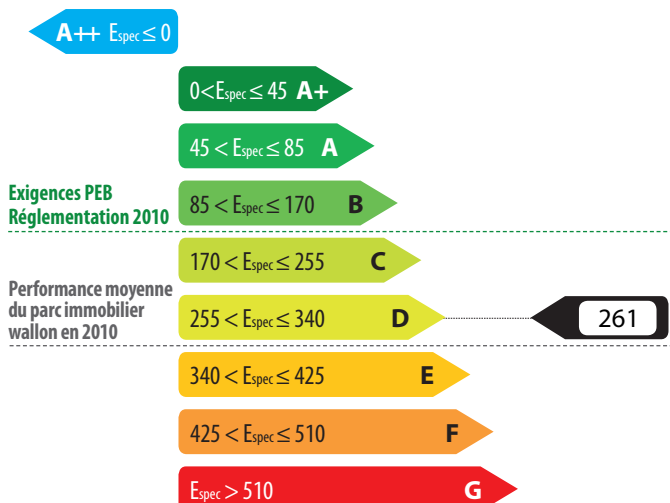 A++ Espec ≤ 0
0<Espec ≤ 45 A+
45 < Espec ≤ 85 A
Exigences PEB
Réglementation 2010
85 < Espec ≤ 170 B
170 < Espec ≤ 255 C
Performance moyenne
du parc immobilier
wallon en 2010
255 < Espec ≤ 340 D
261
340 < Espec ≤ 425 E
425 < Espec ≤ 510 F
Espec > 510 G